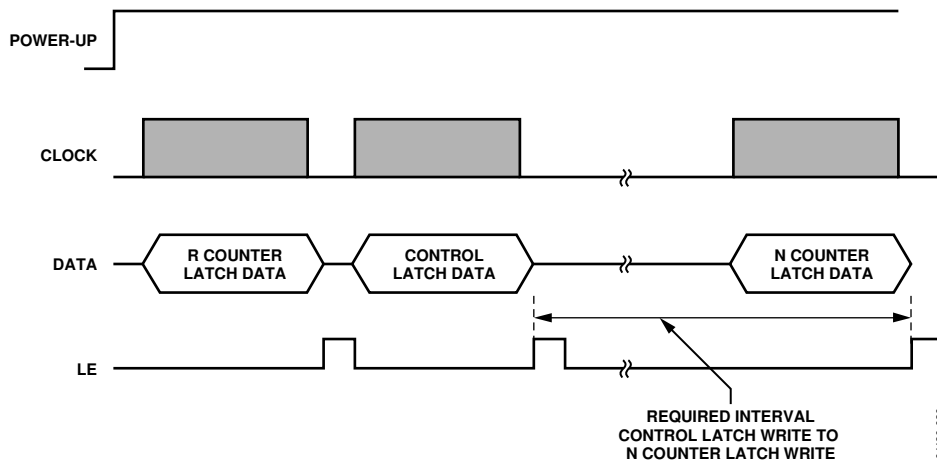 POWER-UP
CLOCK
DATA
R COUNTER
LATCH DATA
CONTROL
LATCH DATA
N COUNTER
LATCH DATA
LE
REQUIRED INTERVAL
CONTROL LATCH WRITE TO
N COUNTER LATCH WRITE